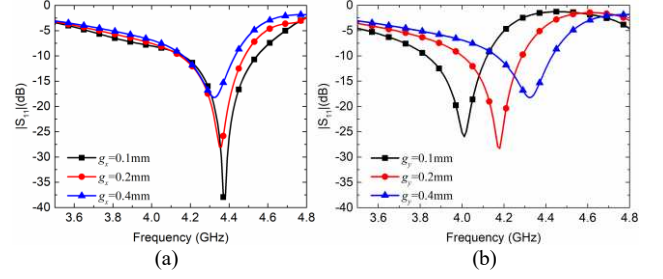 |S11|(dB)
0
-5
-10
-15
-20
-25
-30
-35
-40
gx=0.1mm
gx=0.2mm
gx=0.4mm
3.6 3.8 4.0 4.2 4.4 4.6 4.8
Frequency (GHz)
(a)
|S11|(dB)
0
-5
-10
-15
-20
-25
-30
-35
-40
gy=0.1mm
gy=0.2mm
gy=0.4mm
3.6 3.8 4.0 4.2 4.4 4.6 4.8
Frequency (GHz)
(b)